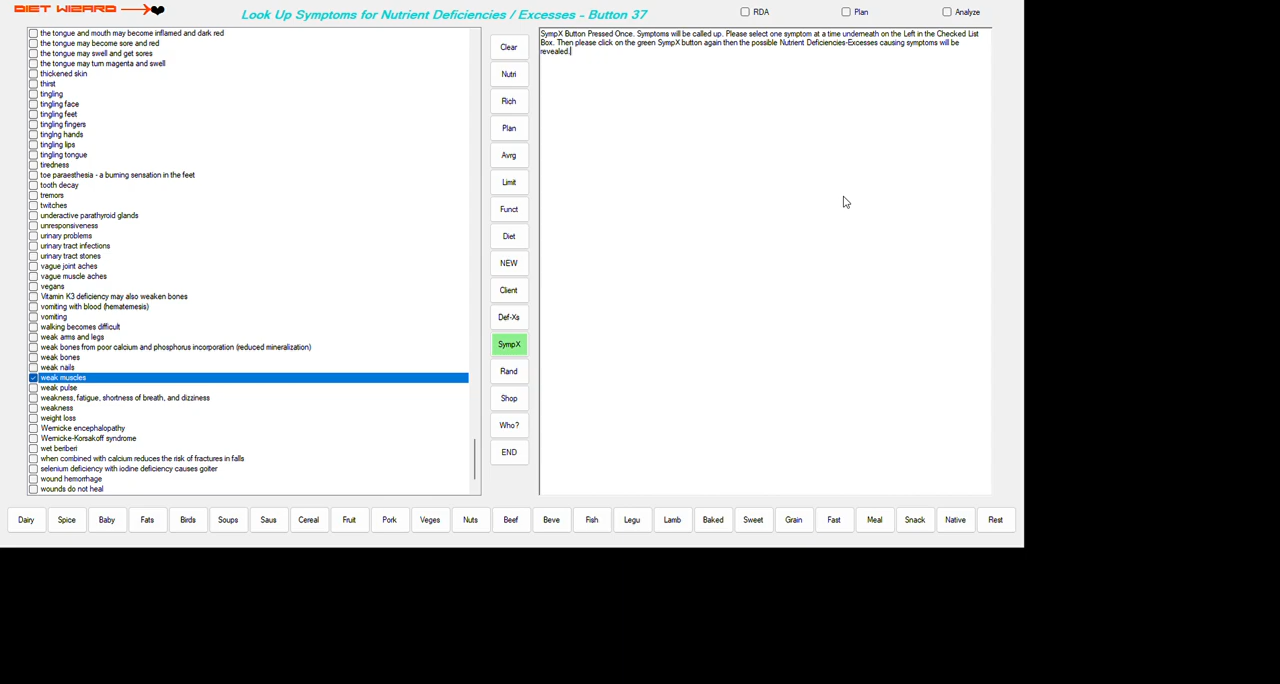 DIET WIZARD
Look Up Symptoms for Nutrient Deficiencies / Excesses - Button 37
RDA
Plan
Analyze
the tongue and mouth may become inflamed and dark red
the tongue may become sore and red
the tongue may swell and get sores
the tongue may turn magenta and swell
thickened skin
thirst
tingling
tingling face
tingling feet
tingling fingers
tinglng hands
tingling lips
tingling tongue
tiredness
toe paraesthesia - a burning sensation in the feet
tooth decay
tremors
twitches
underactive parathyroid glands
unresponsiveness
urinary problems
urinary tract infections
urinary tract stones
vague joint aches
vague muscle aches
vegans
Vitamin K3 deficiency may also weaken bones
vomiting with blood (hematemesis)
vomiting
walking becomes difficult
weak arms and legs
weak bones from poor calcium and phosphorus incorporation (reduced mineralization)
weak bones
weak nails
weak muscles
weak pulse
weakness, fatigue, shortness of breath, and dizziness
weakness
weight loss
Wernicke encephalopathy
Wernicke-Korsakoff syndrome
wet beriberi
when combined with calcium reduces the risk of fractures in falls
selenium deficiency with iodine deficiency causes goiter
wound hemorrhage
wounds do not heal
Clear
Nutri
Rich
Plan
Avrg
Limit
Funct
Diet
NEW
Client
Def-Xs
SympX
Rand
Shop
Who?
END
SympX Button Pressed Once. Symptoms will be called up. Please select one symptom at a time underneath on the Left in the Checked List
Box. Then please click on the green SympX button again then the possible Nutrient Deficiencies-Excesses causing symptoms will be
revealed.
Dairy
Spice
Baby
Fats
Birds
Soups
Saus
Cereal
Fruit
Pork
Veges
Nuts
Beef
Beve
Fish
Legu
Lamb
Baked
Sweet
Grain
Fast
Meal
Snack
Native
Rest